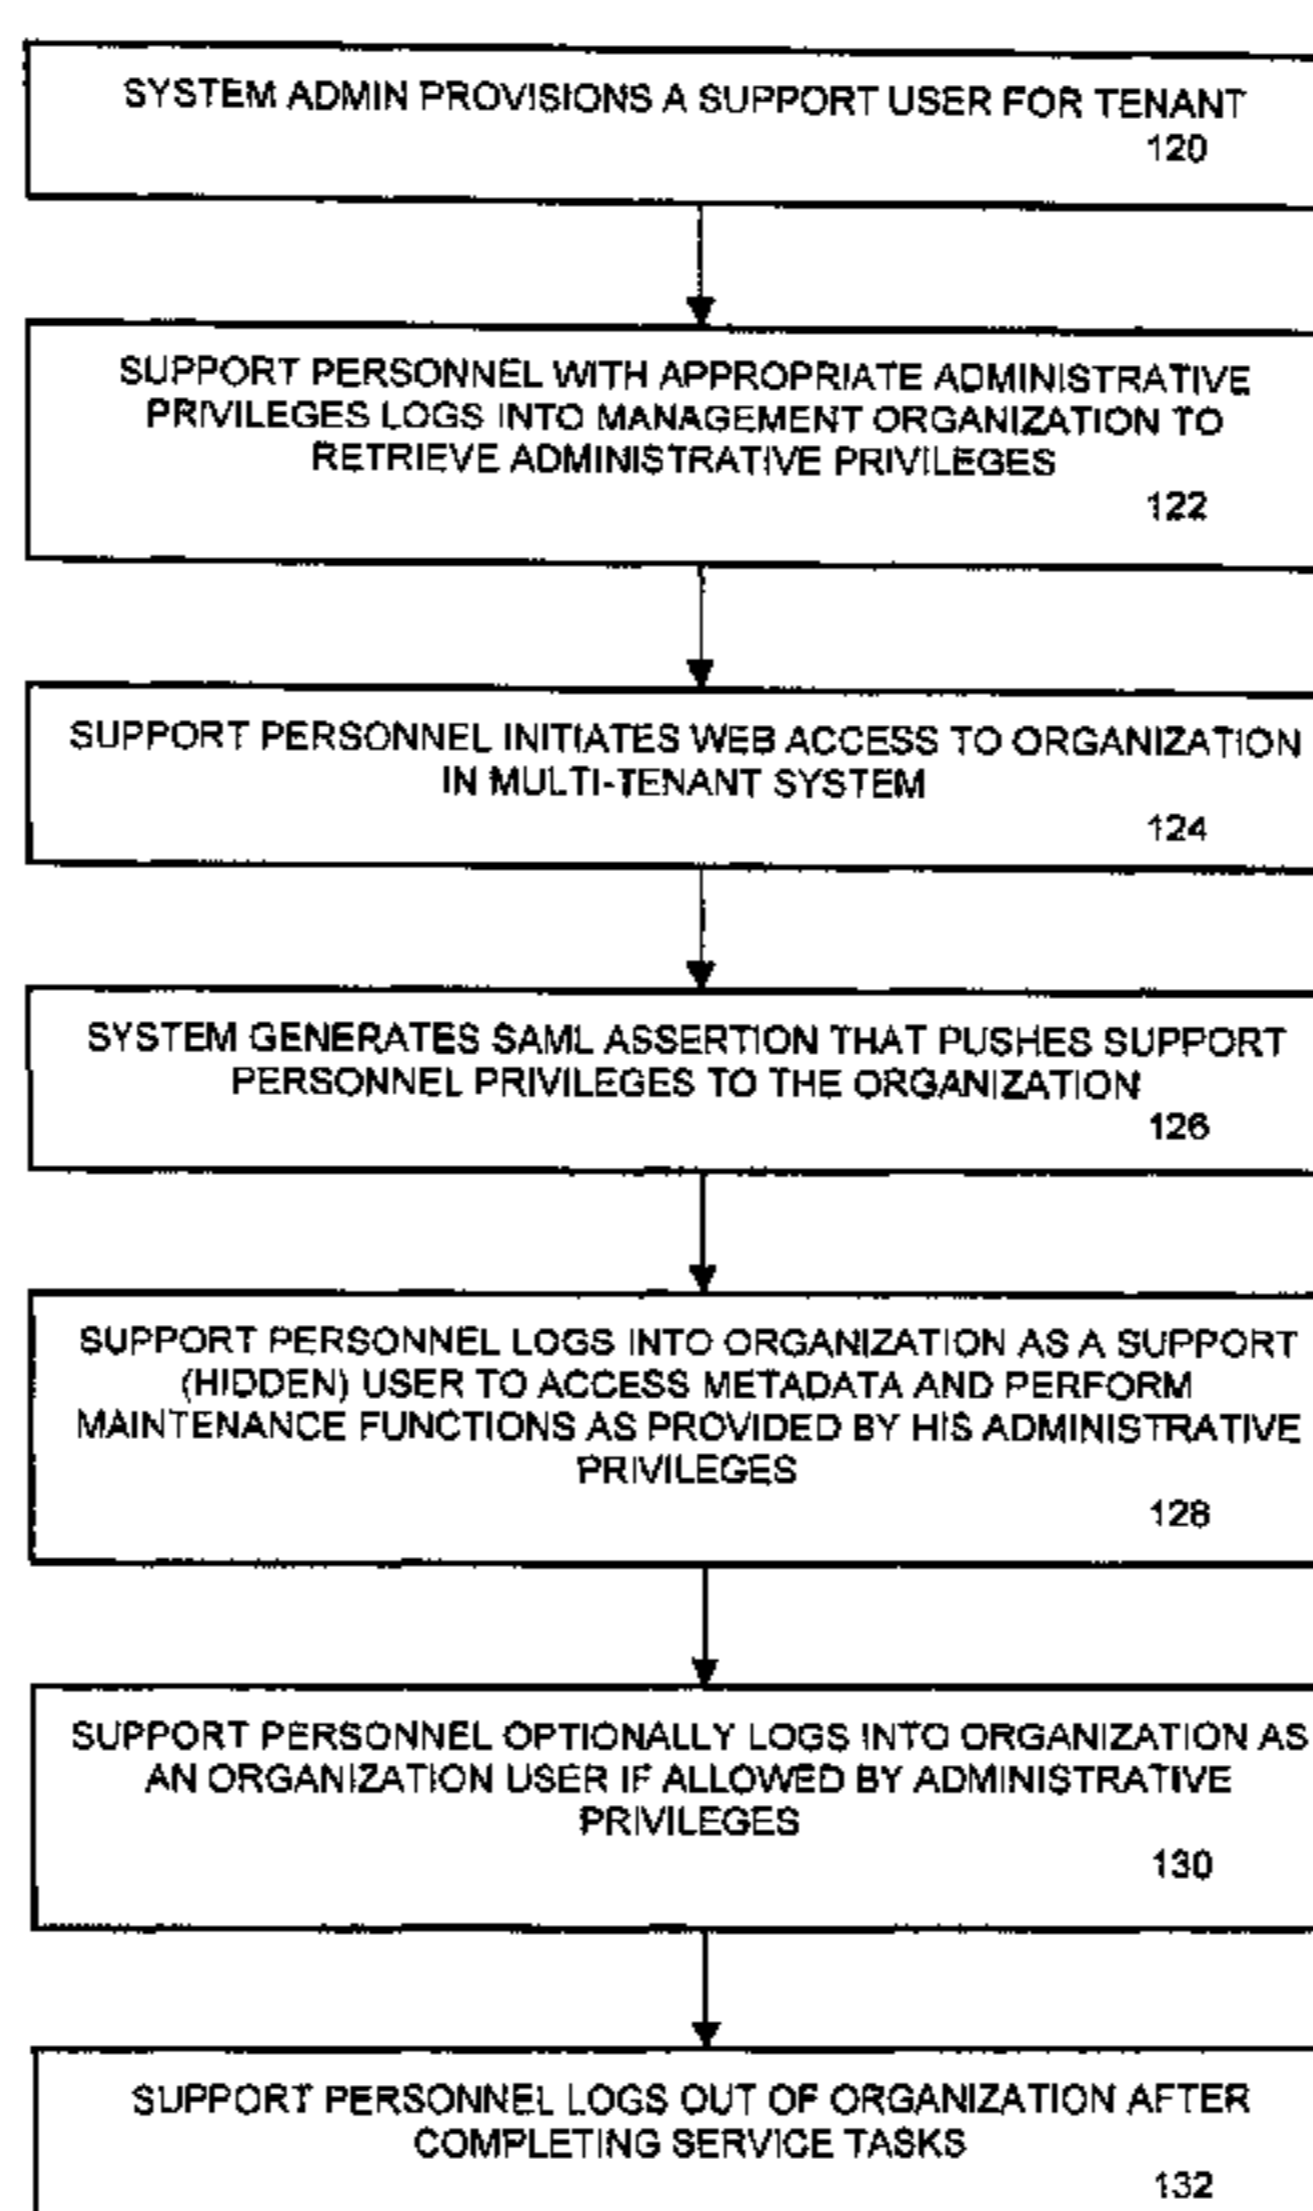 SYSTEM ADMIN PROVISIONS A SUPPORT USER FOR TENANT
120
SUPPORT PERSONNEL WITH APPROPRIATE ADMINISTRATIVE
PRIVILEGES LOGS INTO MANAGEMENT ORGANIZATION TO
RETRIEVE ADMINISTRATIVE PRIVILEGES
122
SUPPORT PERSONNEL INITIATES WEB ACCESS TO ORGANIZATION
IN MULTI-TENANT SYSTEM
124
SYSTEM GENERATES SAML ASSERTION THAT PUSHES SUPPORT
PERSONNEL PRIVILEGES TO THE ORGANIZATION
126
SUPPORT PERSONNEL LOGS INTO ORGANIZATION AS A SUPPORT
(HIDDEN) USER TO ACCESS METADATA AND PERFORM
MAINTENANCE FUNCTIONS AS PROVIDED BY HIS ADMINISTRATIVE
PRIVILEGES
128
SUPPORT PERSONNEL OPTIONALLY LOGS INTO ORGANIZATION AS
AN ORGANIZATION USER IF ALLOWED BY ADMINISTRATIVE
PRIVILEGES
130
SUPPORT PERSONNEL LOGS OUT OF ORGANIZATION AFTER
COMPLETING SERVICE TASKS
132